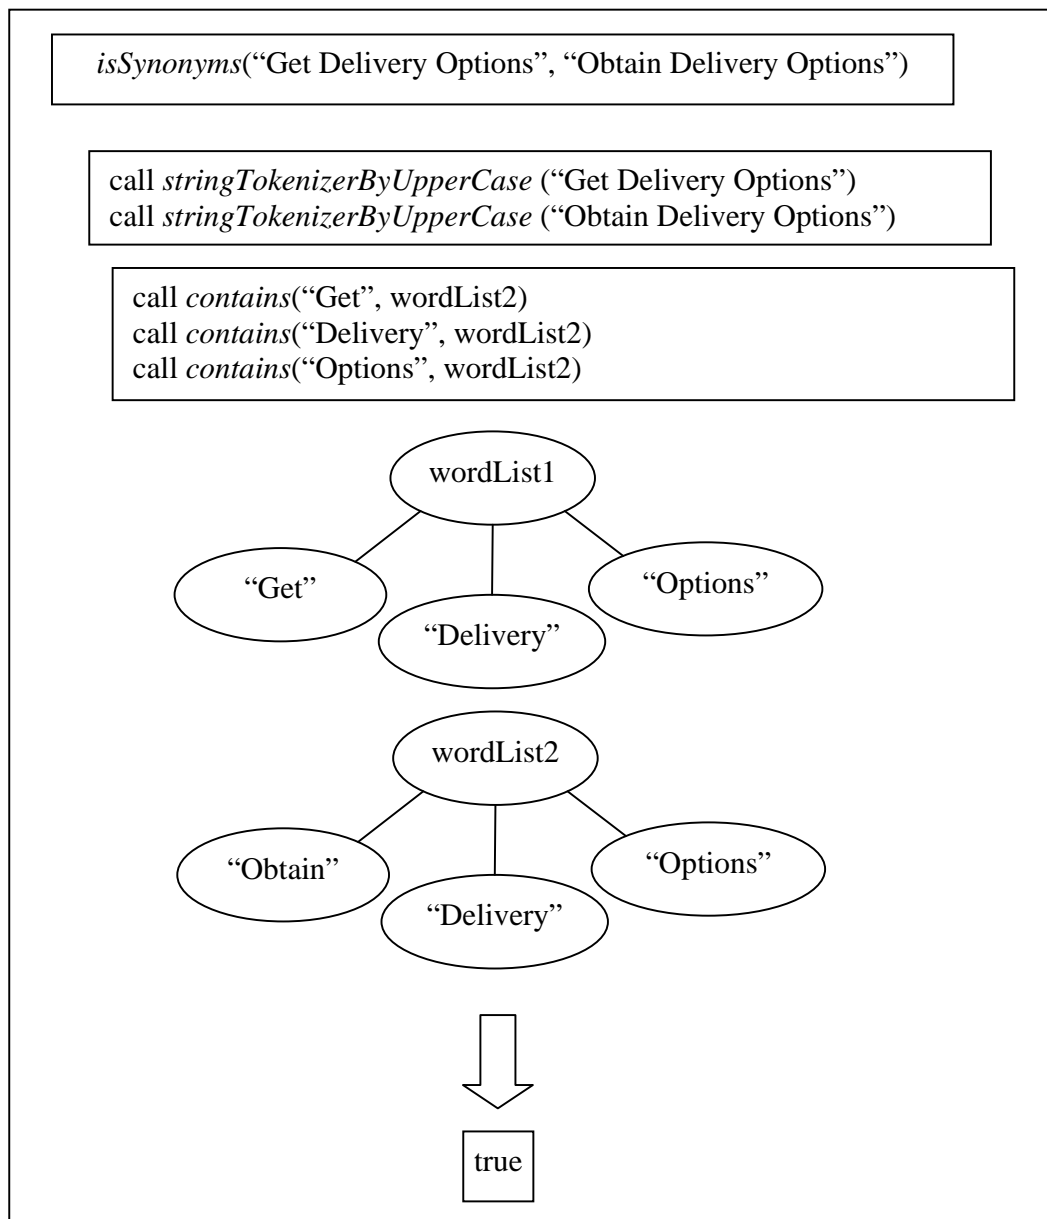 isSynonyms(“Get Delivery Options”, “Obtain Delivery Options”)
call stringTokenizerByUpperCase (“Get Delivery Options”)
call stringTokenizerByUpperCase (“Obtain Delivery Options”)
call contains(“Get”, wordList2)
call contains(“Delivery”, wordList2)
call contains(“Options”, wordList2)
wordList1
“Get”
“Delivery”
“Options”
wordList2
“Obtain”
“Delivery”
“Options”
true